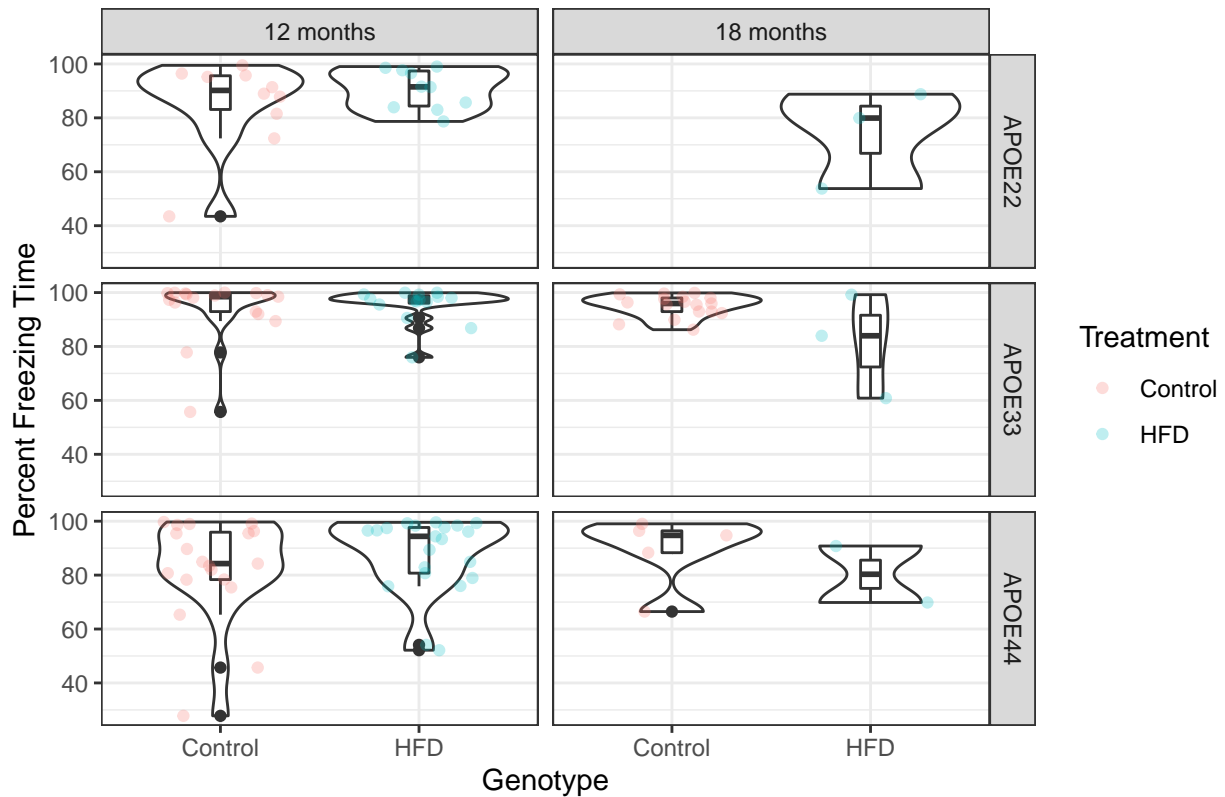 12 months 18 months
100
80
60
40
APOE22
100
80
60
40
APOE33
100
80
60
40
APOE44
Percent Freezing Time
Control HFD Control HFD
Genotype
Treatment
Control
HFD